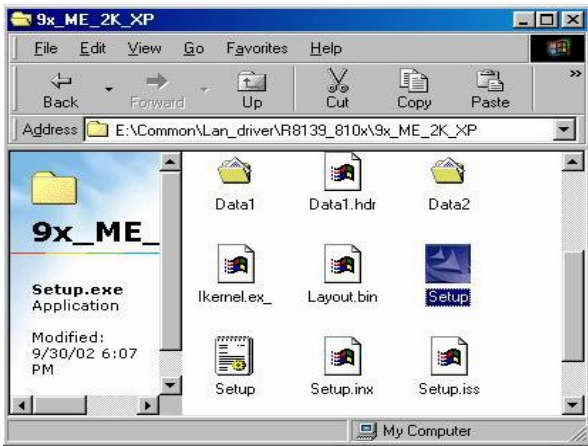 9x_ME_2K_XP
File Edit View Go Favorites Help
Back Forward Up Cut Copy Paste »
Address E:\Common\Lan_driver\R8139_810x\9x_ME_2K_XP
9x_ME_
Setup.exe
Application
Modified:
9/30/02 6:07
PM
Data1 Data1.hdr Data2
Ikernel.ex_ Layout.bin Setup
Setup Setup.inx Setup.iss
My Computer